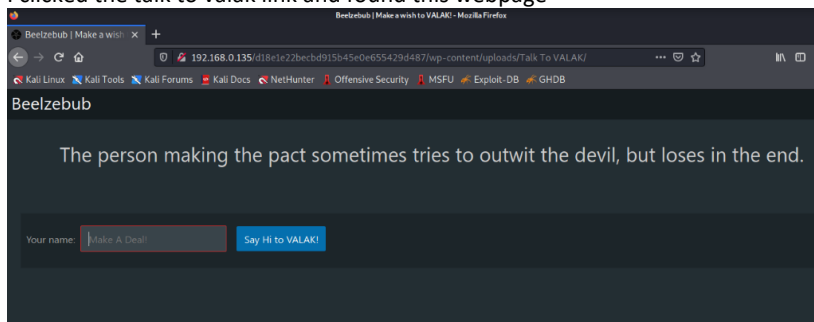 I clicked the talk to valak link and found this webpage
Beelzebub | Make a wish to VALAK! - Mozilla Firefox
Beelzebub | Make a wish
192.168.0.135/d18e1e22becbd915b45e0e655429d487/wp-content/uploads/Talk To VALAK/
Kali Linux Kali Tools Kali Forums Kali Docs NetHunter Offensive Security MSFU Exploit-DB GHDB
Beelzebub
The person making the pact sometimes tries to outwit the devil, but loses in the end.
Your name: Make A Deal! Say Hi to VALAK!